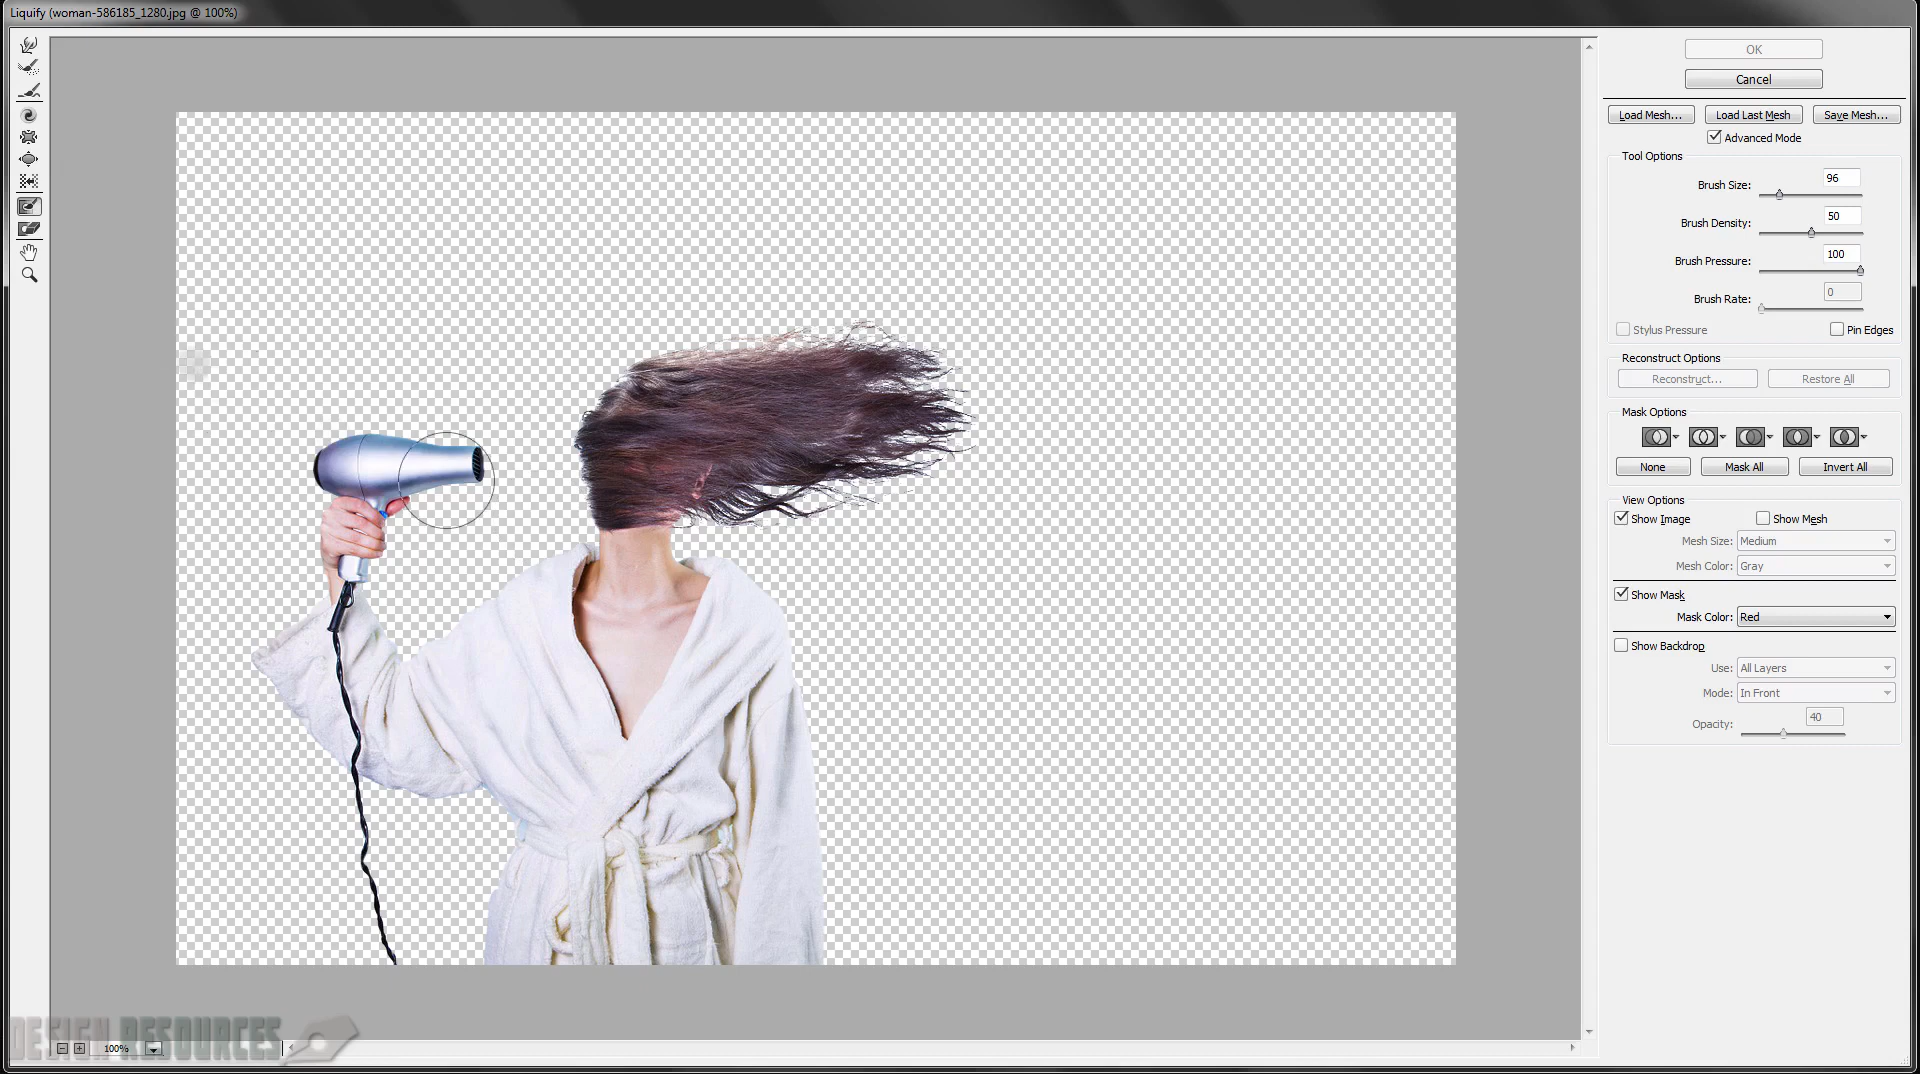 Liquify (woman-586185_1280.jpg @ 100%)
OK
Cancel
Load Mesh... Load Last Mesh Save Mesh...
Advanced Mode
Tool Options
Brush Size: 96
Brush Density: 50
Brush Pressure: 100
Brush Rate: 0
Stylus Pressure Pin Edges
Reconstruct Options
Reconstruct... Restore All
Mask Options
None Mask All Invert All
View Options
Show Image Show Mesh
Mesh Size: Medium
Mesh Color: Gray
Show Mask
Mask Color: Red
Show Backdrop
Use: All Layers
Mode: In Front
Opacity: 40
DESIGN RESOURCES
100%